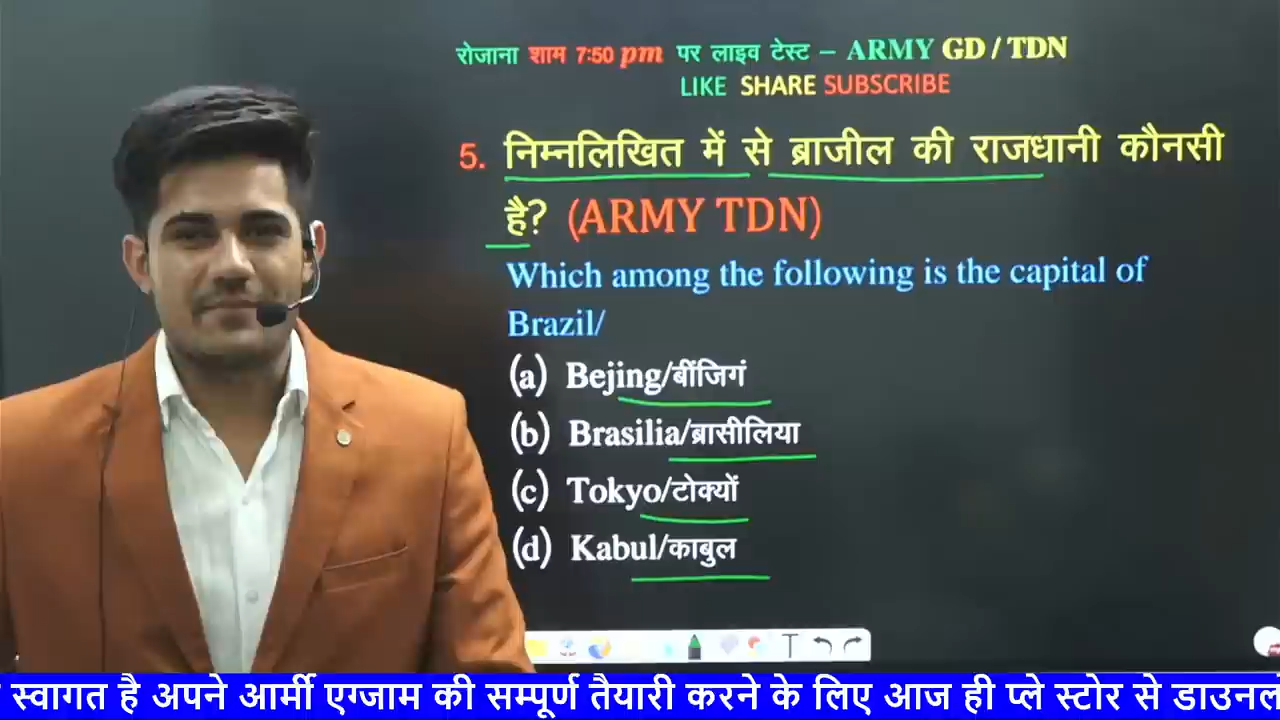 रोजाना शाम 7:50 pm पर लाइव टेस्ट – ARMY GD / TDN
LIKE SHARE SUBSCRIBE
5. निम्नलिखित में से ब्राजील की राजधानी कौनसी
है? (ARMY TDN)
Which among the following is the capital of
Brazil/
(a) Bejing/बींजिगं
(b) Brasilia/ब्रासीलिया
(c) Tokyo/टोक्यों
(d) Kabul/काबुल
T
स्वागत है अपने आर्मी एग्जाम की सम्पूर्ण तैयारी करने के लिए आज ही प्ले स्टोर से डाउनल